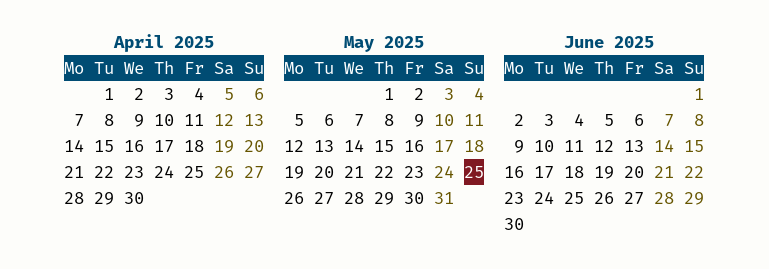 April 2025 May 2025 June 2025
Mo Tu We Th Fr Sa Su Mo Tu We Th Fr Sa Su Mo Tu We Th Fr Sa Su
1 2 3 4 5 6 1 2 3 4 1
7 8 9 10 11 12 13 5 6 7 8 9 10 11 2 3 4 5 6 7 8
14 15 16 17 18 19 20 12 13 14 15 16 17 18 9 10 11 12 13 14 15
21 22 23 24 25 26 27 19 20 21 22 23 24 25 16 17 18 19 20 21 22
28 29 30 26 27 28 29 30 31 23 24 25 26 27 28 29
30